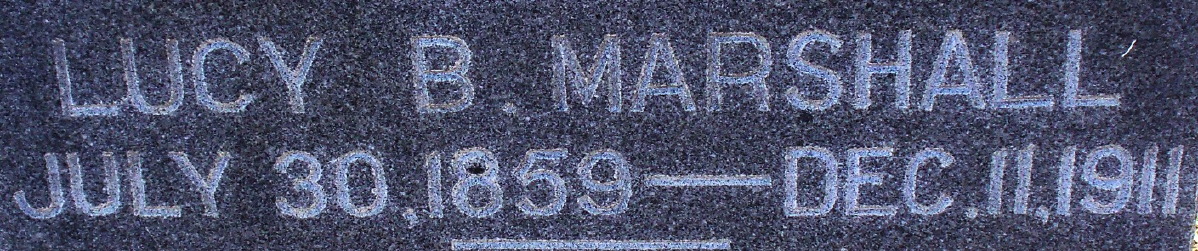 LUCY B. MARSHALL
JULY 30, 1859 — DEC. 11, 1911